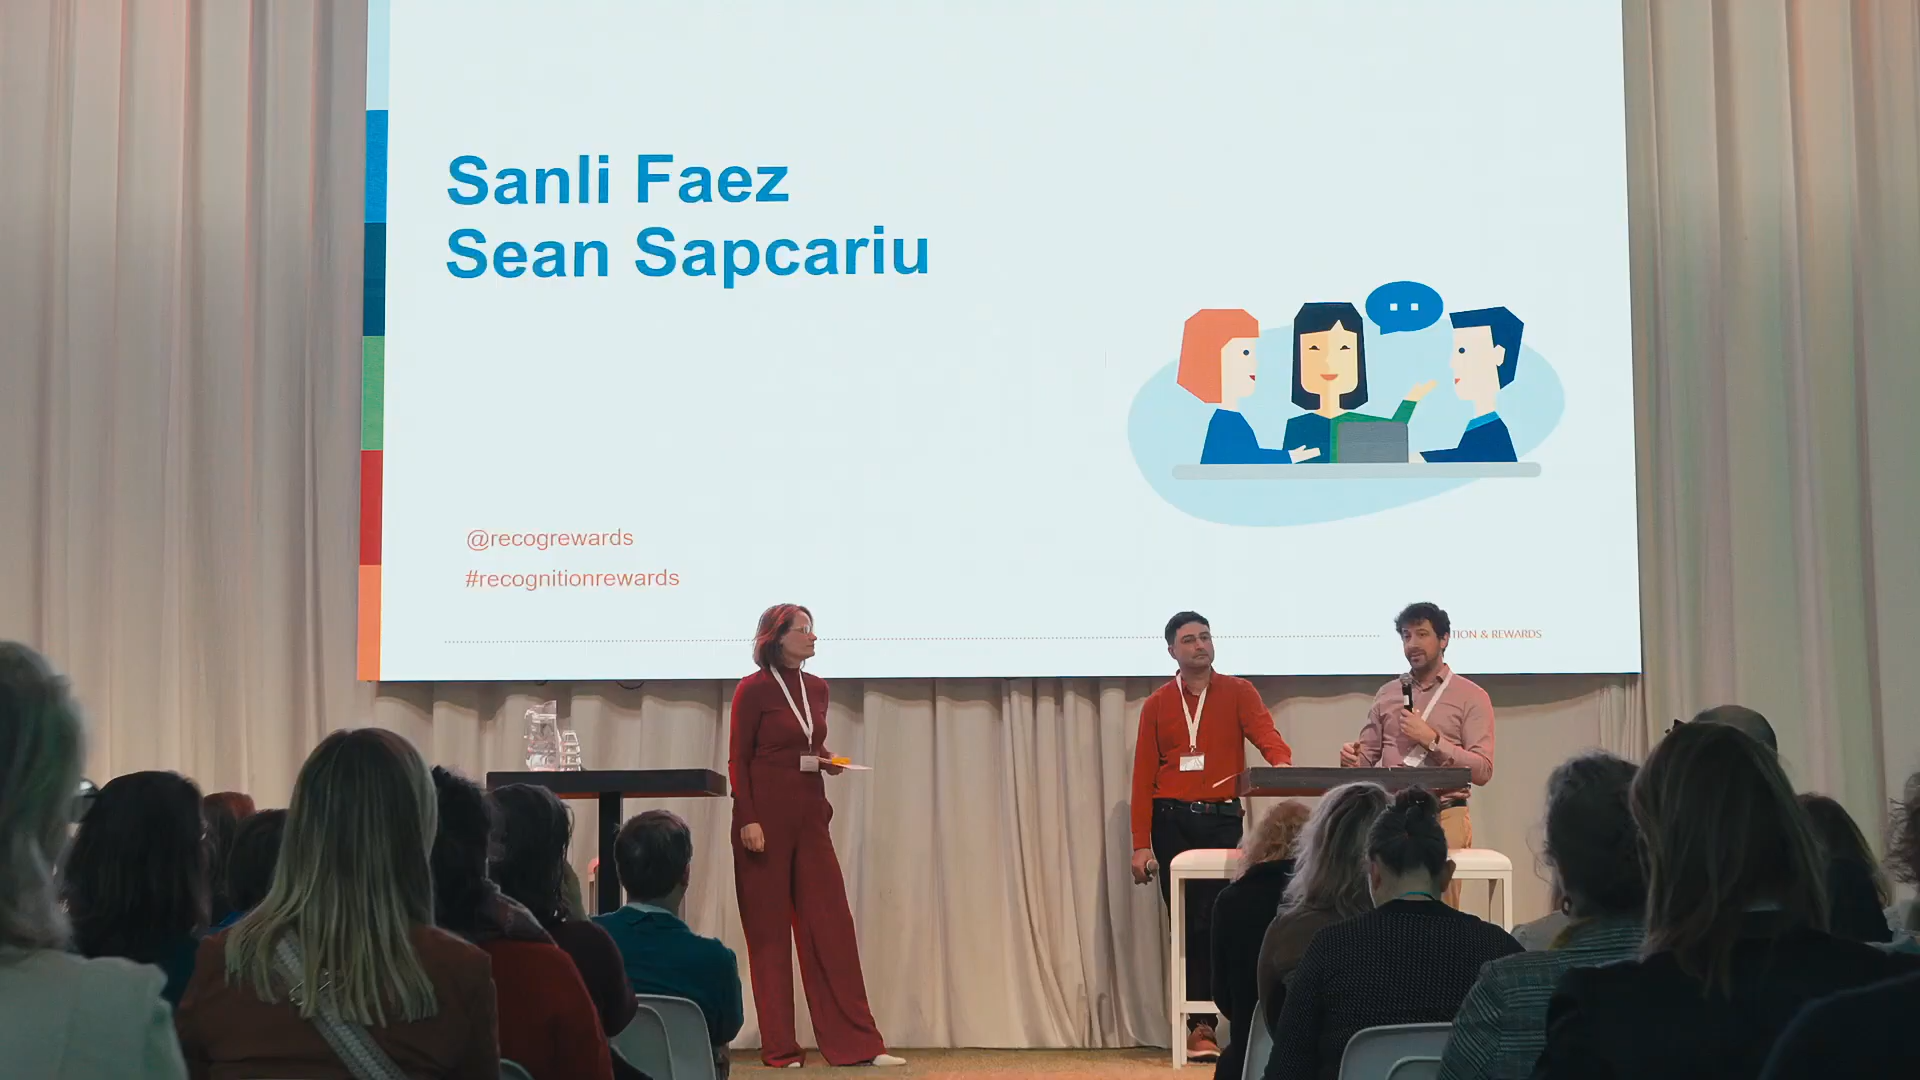 Sanli Faez
Sean Sapcariu
@recogrewards
#recognitionrewards
TION & REWARDS